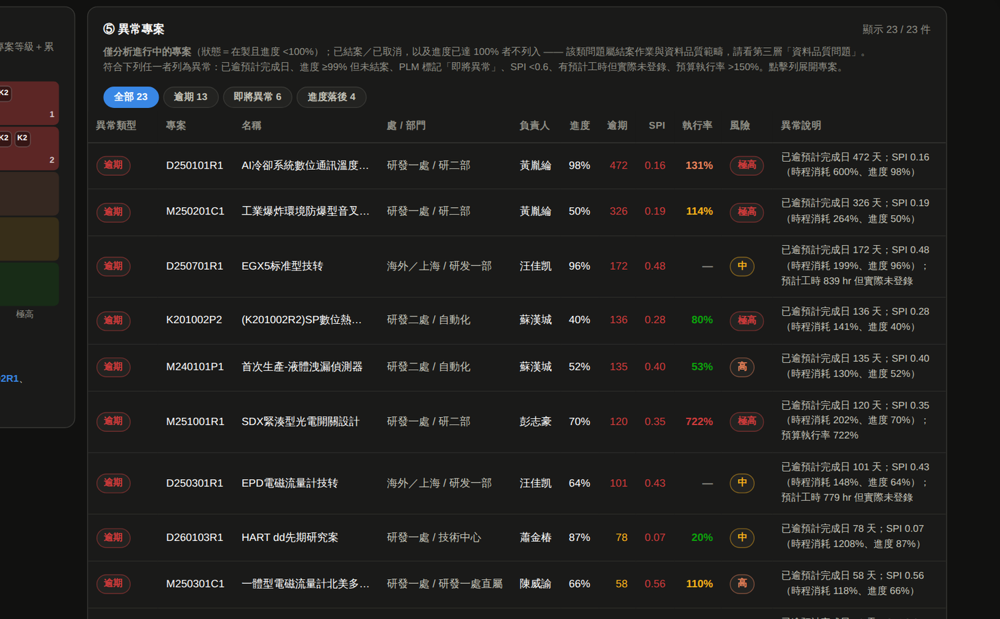 專案等級＋累
K2
1
K2 K2
2
極高
02R1、
⑤ 異常專案
顯示 23 / 23 件
僅分析進行中的專案（狀態＝在製且進度 <100%）；已結案／已取消，以及進度已達 100% 者不列入 —— 該類問題屬結案作業與資料品質範疇，請看第三層「資料品質問題」。
符合下列任一者列為異常：已逾預計完成日、進度 ≥99% 但未結案、PLM 標記「即將異常」、SPI <0.6、有預計工時但實際未登錄、預算執行率 >150%。點擊列展開專案。
全部 23 逾期 13 即將異常 6 進度落後 4
異常類型 專案 名稱 處 / 部門 負責人 進度 逾期 SPI 執行率 風險 異常說明
逾期 D250101R1 AI冷卻系統數位通訊溫度… 研發一處 / 研二部 黃胤綸 98% 472 0.16 131% 極高 已逾預計完成日 472 天；SPI 0.16
（時程消耗 600%、進度 98%）
逾期 M250201C1 工業爆炸環境防爆型音叉… 研發一處 / 研二部 黃胤綸 50% 326 0.19 114% 極高 已逾預計完成日 326 天；SPI 0.19
（時程消耗 264%、進度 50%）
逾期 D250701R1 EGX5标准型技转 海外／上海 / 研发一部 汪佳凯 96% 172 0.48 — 中 已逾預計完成日 172 天；SPI 0.48
（時程消耗 199%、進度 96%）；
預計工時 839 hr 但實際未登錄
逾期 K201002P2 (K201002R2)SP數位熱… 研發二處 / 自動化 蘇漢城 40% 136 0.28 80% 極高 已逾預計完成日 136 天；SPI 0.28
（時程消耗 141%、進度 40%）
逾期 M240101P1 首次生產-液體洩漏偵測器 研發二處 / 自動化 蘇漢城 52% 135 0.40 53% 高 已逾預計完成日 135 天；SPI 0.40
（時程消耗 130%、進度 52%）
逾期 M251001R1 SDX緊湊型光電開關設計 研發一處 / 研二部 彭志豪 70% 120 0.35 722% 極高 已逾預計完成日 120 天；SPI 0.35
（時程消耗 202%、進度 70%）；
預算執行率 722%
逾期 D250301R1 EPD電磁流量計技转 海外／上海 / 研发一部 汪佳凯 64% 101 0.43 — 中 已逾預計完成日 101 天；SPI 0.43
（時程消耗 148%、進度 64%）；
預計工時 779 hr 但實際未登錄
逾期 D260103R1 HART dd先期研究案 研發一處 / 技術中心 蕭金椿 87% 78 0.07 20% 中 已逾預計完成日 78 天；SPI 0.07
（時程消耗 1208%、進度 87%）
逾期 M250301C1 一體型電磁流量計北美多… 研發一處 / 研發一處直屬 陳威諭 66% 58 0.56 110% 高 已逾預計完成日 58 天；SPI 0.56
（時程消耗 118%、進度 66%）